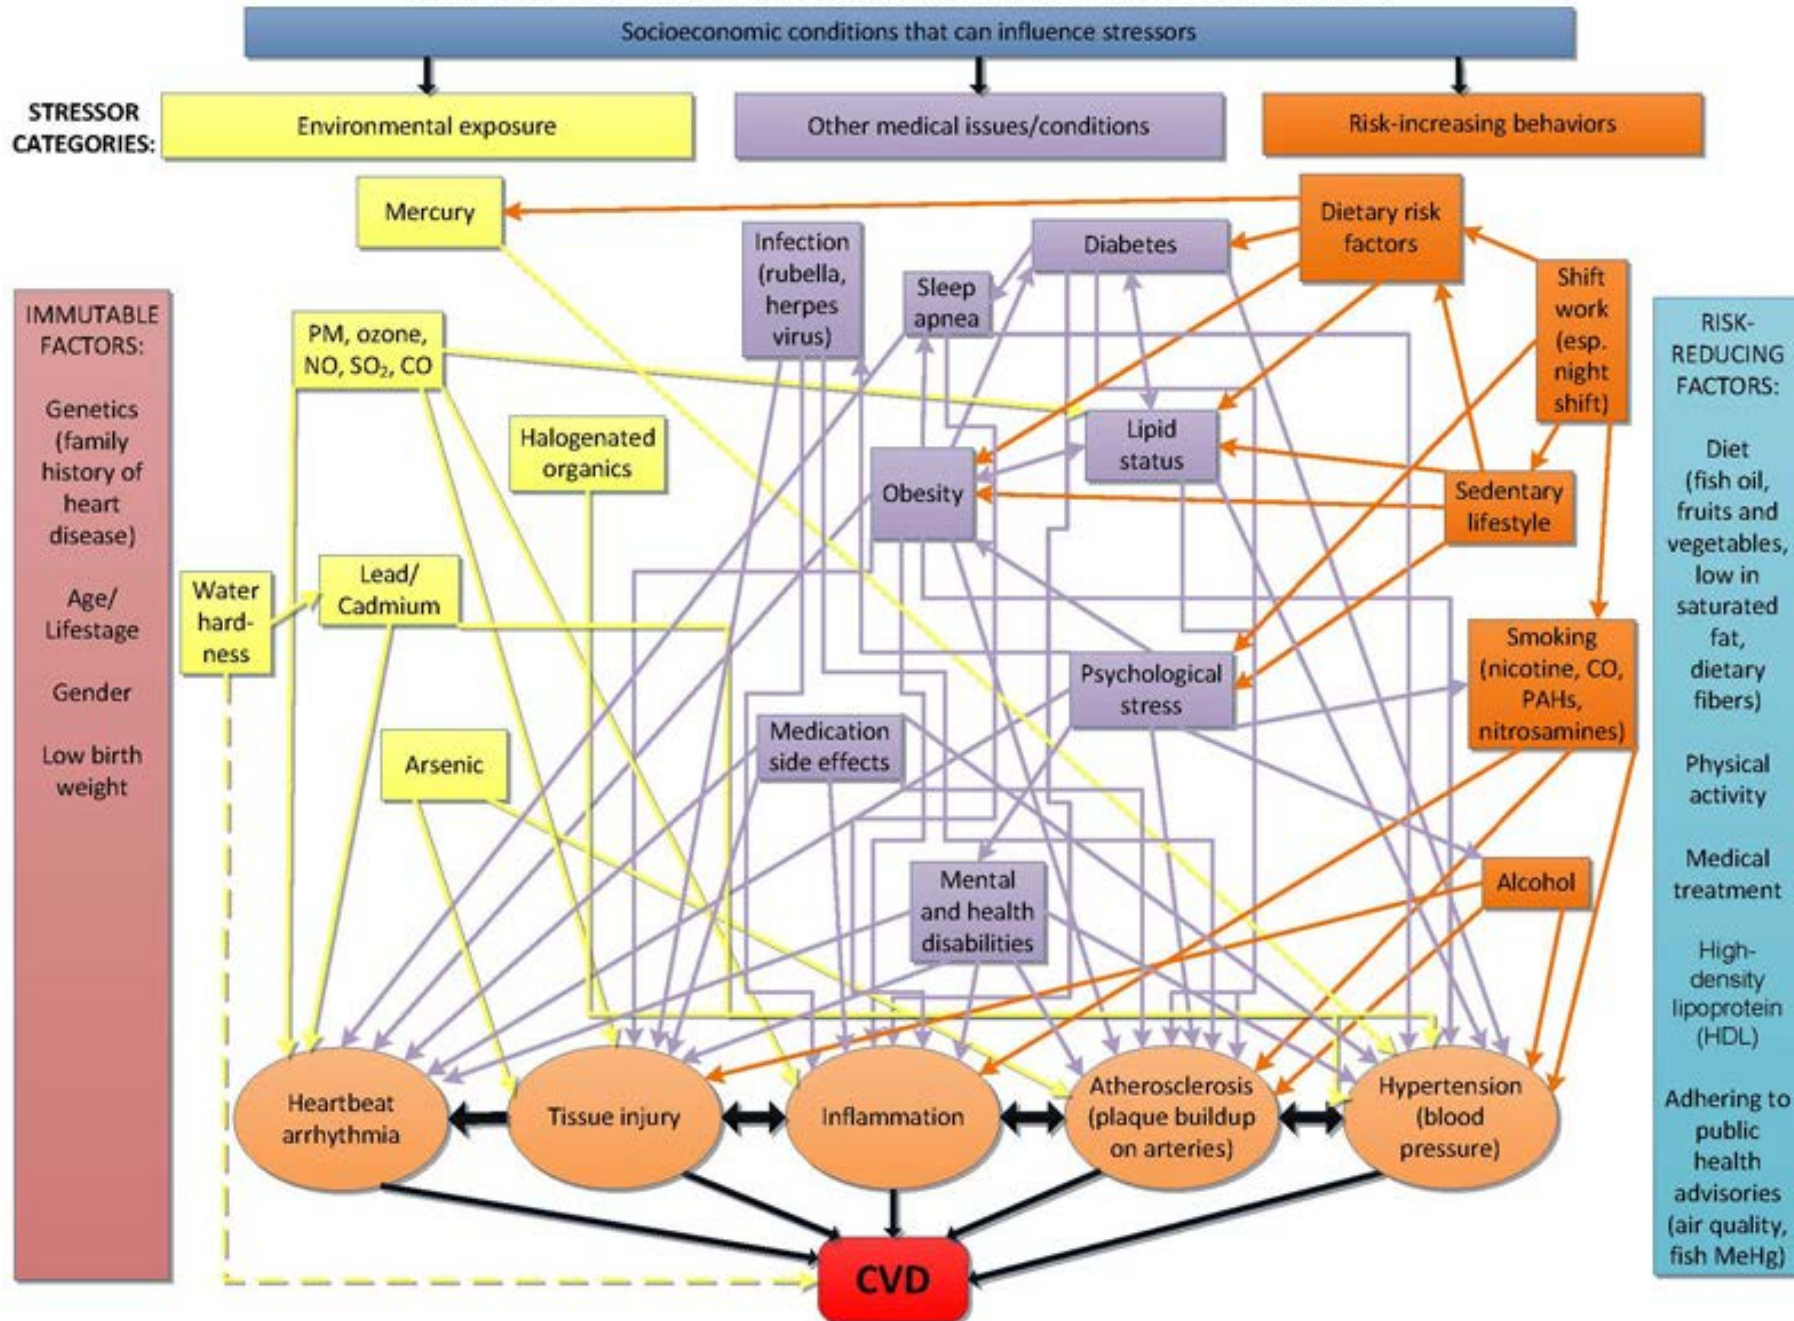 Socioeconomic conditions that can influence stressors
STRESSOR
CATEGORIES:
Environmental exposure
Other medical issues/conditions
Risk-increasing behaviors
Mercury
Infection
(rubella,
herpes
virus)
Diabetes
Dietary risk
factors
Sleep
apnea
Shift
work
(esp.
night
shift)
IMMUTABLE
FACTORS:
Genetics
(family
history of
heart
disease)
Age/
Lifestage
Gender
Low birth
weight
PM, ozone,
NO, SO₂, CO
Halogenated
organics
Lipid
status
Obesity
Sedentary
lifestyle
Water
hard-
ness
Lead/
Cadmium
Psychological
stress
Smoking
(nicotine, CO,
PAHs,
nitrosamines)
Arsenic
Medication
side effects
Mental
and health
disabilities
Alcohol
RISK-
REDUCING
FACTORS:
Diet
(fish oil,
fruits and
vegetables,
low in
saturated
fat,
dietary
fibers)
Physical
activity
Medical
treatment
High-
density
lipoprotein
(HDL)
Adhering to
public
health
advisories
(air quality,
fish MeHg)
Heartbeat
arrhythmia
Tissue injury
Inflammation
Atherosclerosis
(plaque buildup
on arteries)
Hypertension
(blood
pressure)
CVD